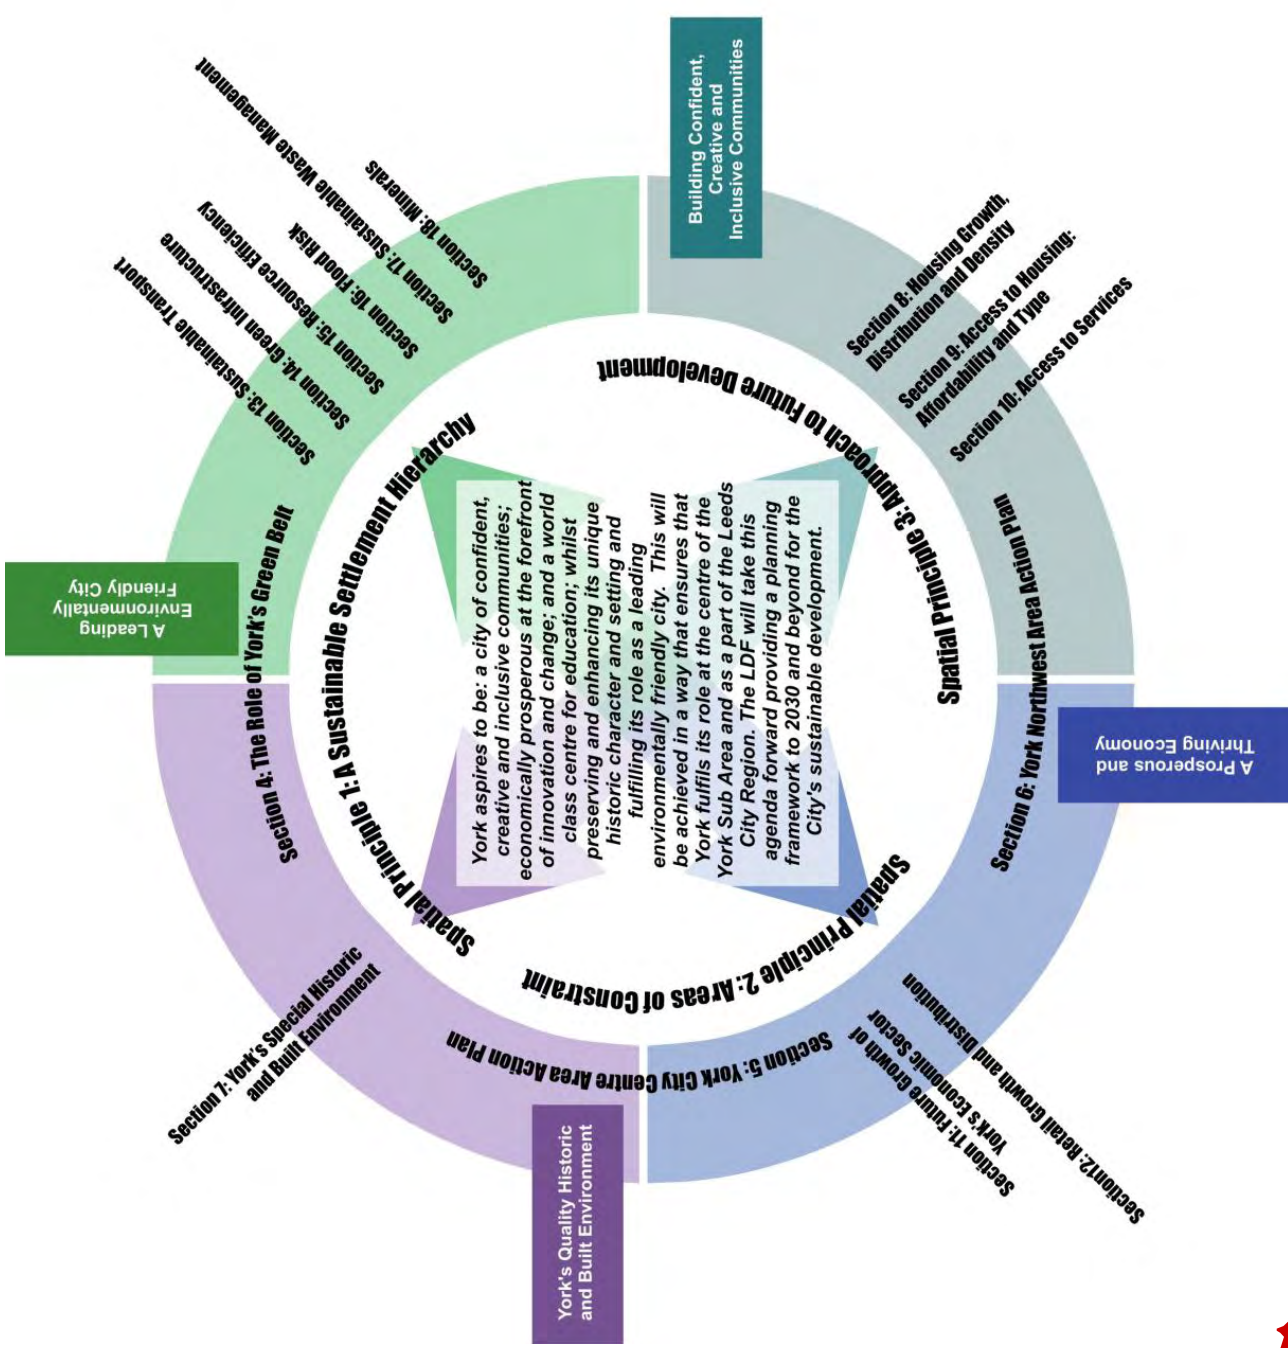 York's Quality Historic
and Built Environment
A Leading
Environmentally
Friendly City
Building Confident,
Creative and
Inclusive Communities
A Prosperous and
Thriving Economy
Section 7: York's Special Historic
and Built Environment
Section 4: The Role of York's Green Belt
Section 13: Sustainable Transport
Section 14: Green Infrastructure
Section 15: Resource Efficiency
Section 16: Flood Risk
Section 17: Sustainable Waste Management
Section 18: Minerals
Section 8: Housing Growth,
Distribution and Density
Section 9: Access to Housing:
Affordability and Type
Section 10: Access to Services
Section 6: York Northwest Area Action Plan
Section12: Retail Growth and Distribution
Section 11: Future Growth of
York's Economic Sector
Section 5: York City Centre Area Action Plan
Spatial Principle 1: A Sustainable Settlement Hierarchy
Spatial Principle 2: Areas of Constraint
Spatial Principle 3: Approach to Future Development
York aspires to be: a city of confident,
creative and inclusive communities;
economically prosperous at the forefront
of innovation and change; and a world
class centre for education; whilst
preserving and enhancing its unique
historic character and setting and
fulfilling its role as a leading
environmentally friendly city. This will
be achieved in a way that ensures that
York fulfils its role at the centre of the
York Sub Area and as a part of the Leeds
City Region. The LDF will take this
agenda forward providing a planning
framework to 2030 and beyond for the
City's sustainable development.